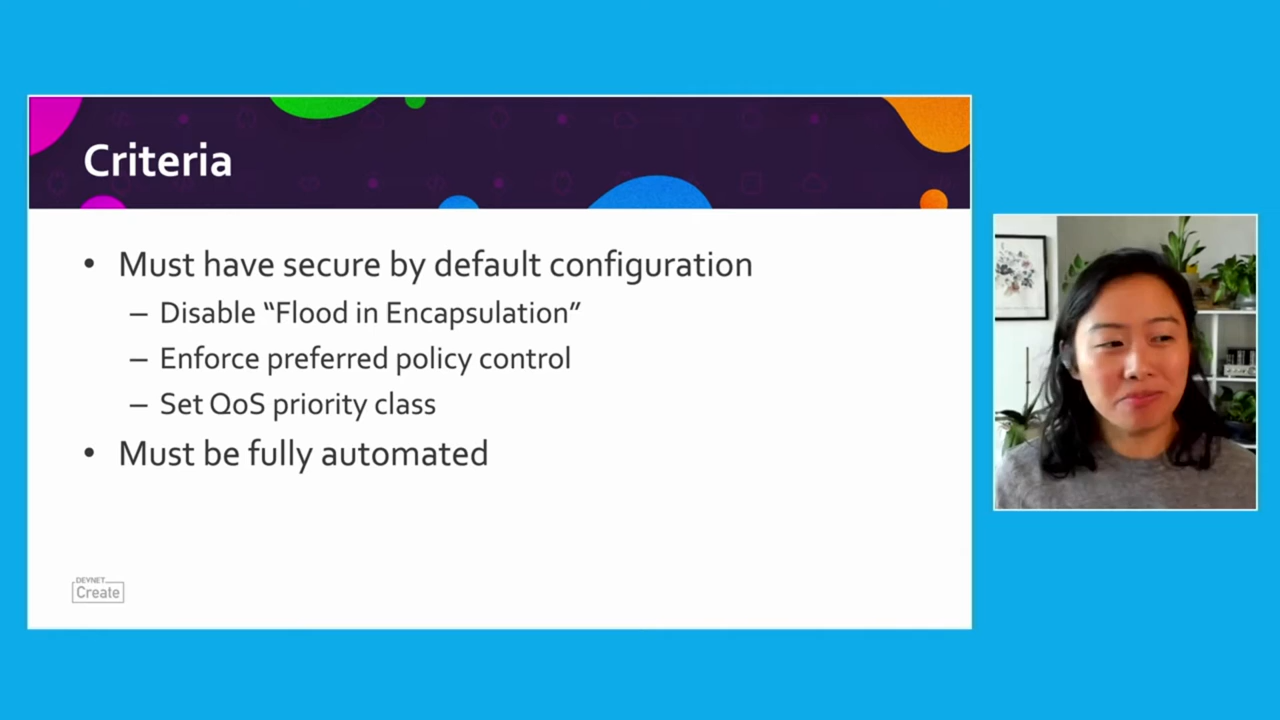 Criteria
• Must have secure by default configuration
– Disable “Flood in Encapsulation”
– Enforce preferred policy control
– Set QoS priority class
• Must be fully automated
DEVNET
Create